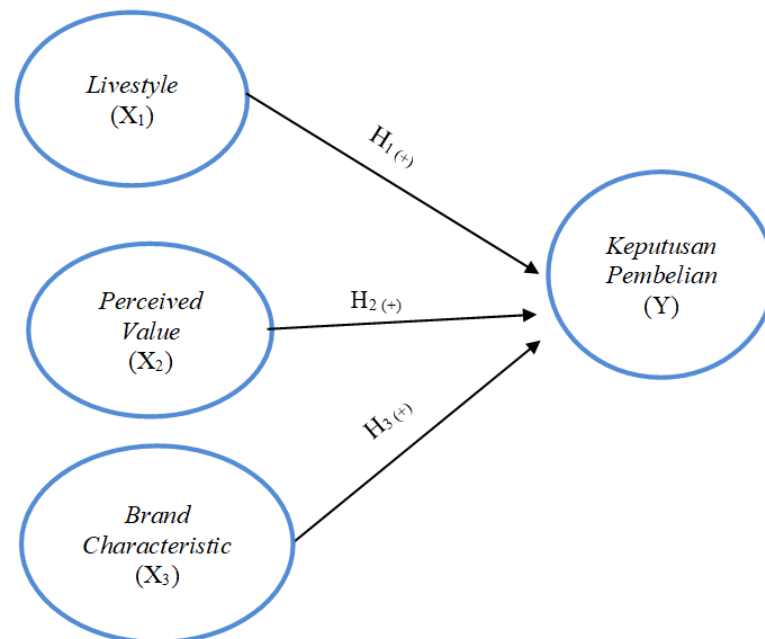 Livestyle
(X₁)
H₁ (+)
Keputusan
Pembelian
(Y)
Perceived
Value
(X₂)
H₂ (+)
H₃ (+)
Brand
Characteristic
(X₃)